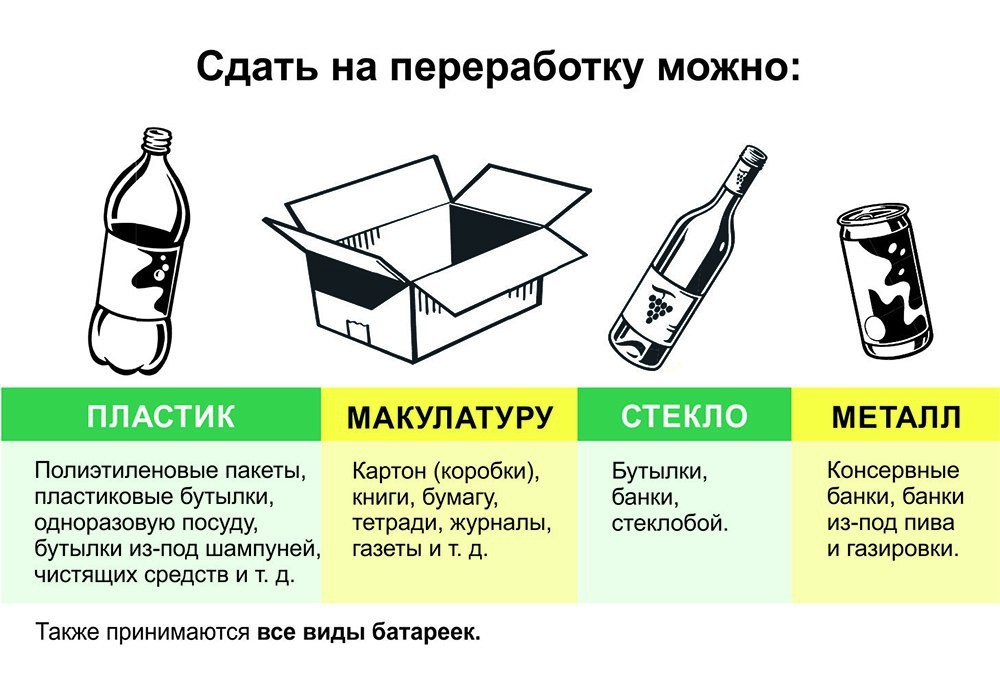 Сдать на переработку можно:
ПЛАСТИК
Полиэтиленовые пакеты,
пластиковые бутылки,
одноразовую посуду,
бутылки из-под шампуней,
чистящих средств и т. д.
МАКУЛАТУРУ
Картон (коробки),
книги, бумагу,
тетради, журналы,
газеты и т. д.
СТЕКЛО
Бутылки,
банки,
стеклобой.
МЕТАЛЛ
Консервные
банки, банки
из-под пива
и газировки.
Также принимаются все виды батареек.